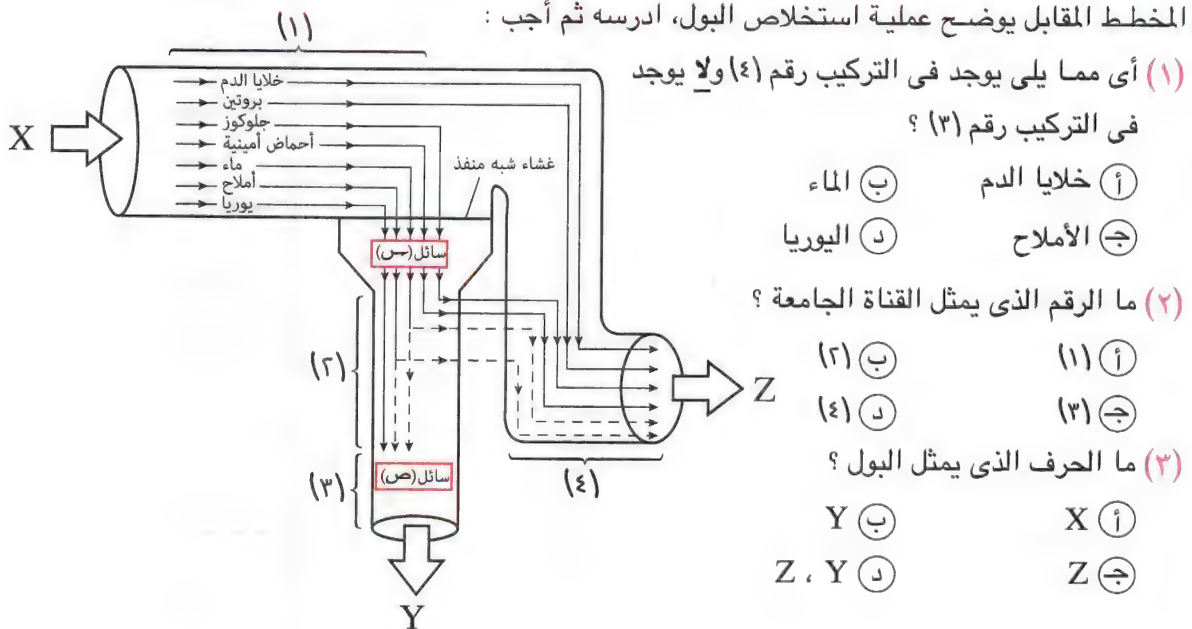 المخطط المقابل يوضح عملية استخلاص البول، ادرسه ثم أجب :
(١) أى مما يلى يوجد فى التركيب رقم (٤) ولا يوجد
فى التركيب رقم (٣) ؟
أ خلايا الدم
ب الماء
جـ الأملاح
د اليوريا
(٢) ما الرقم الذى يمثل القناة الجامعة ؟
أ (١)
ب (٢)
جـ (٣)
د (٤)
(٣) ما الحرف الذى يمثل البول ؟
أ X
ب Y
جـ Z
د Z ، Y
(١)
X
خلايا الدم
بروتين
جلوكوز
أحماض أمينية
ماء
أملاح
يوريا
غشاء شبه منفذ
سائل (س)
(٢)
Z
سائل (ص)
(٣)
(٤)
Y